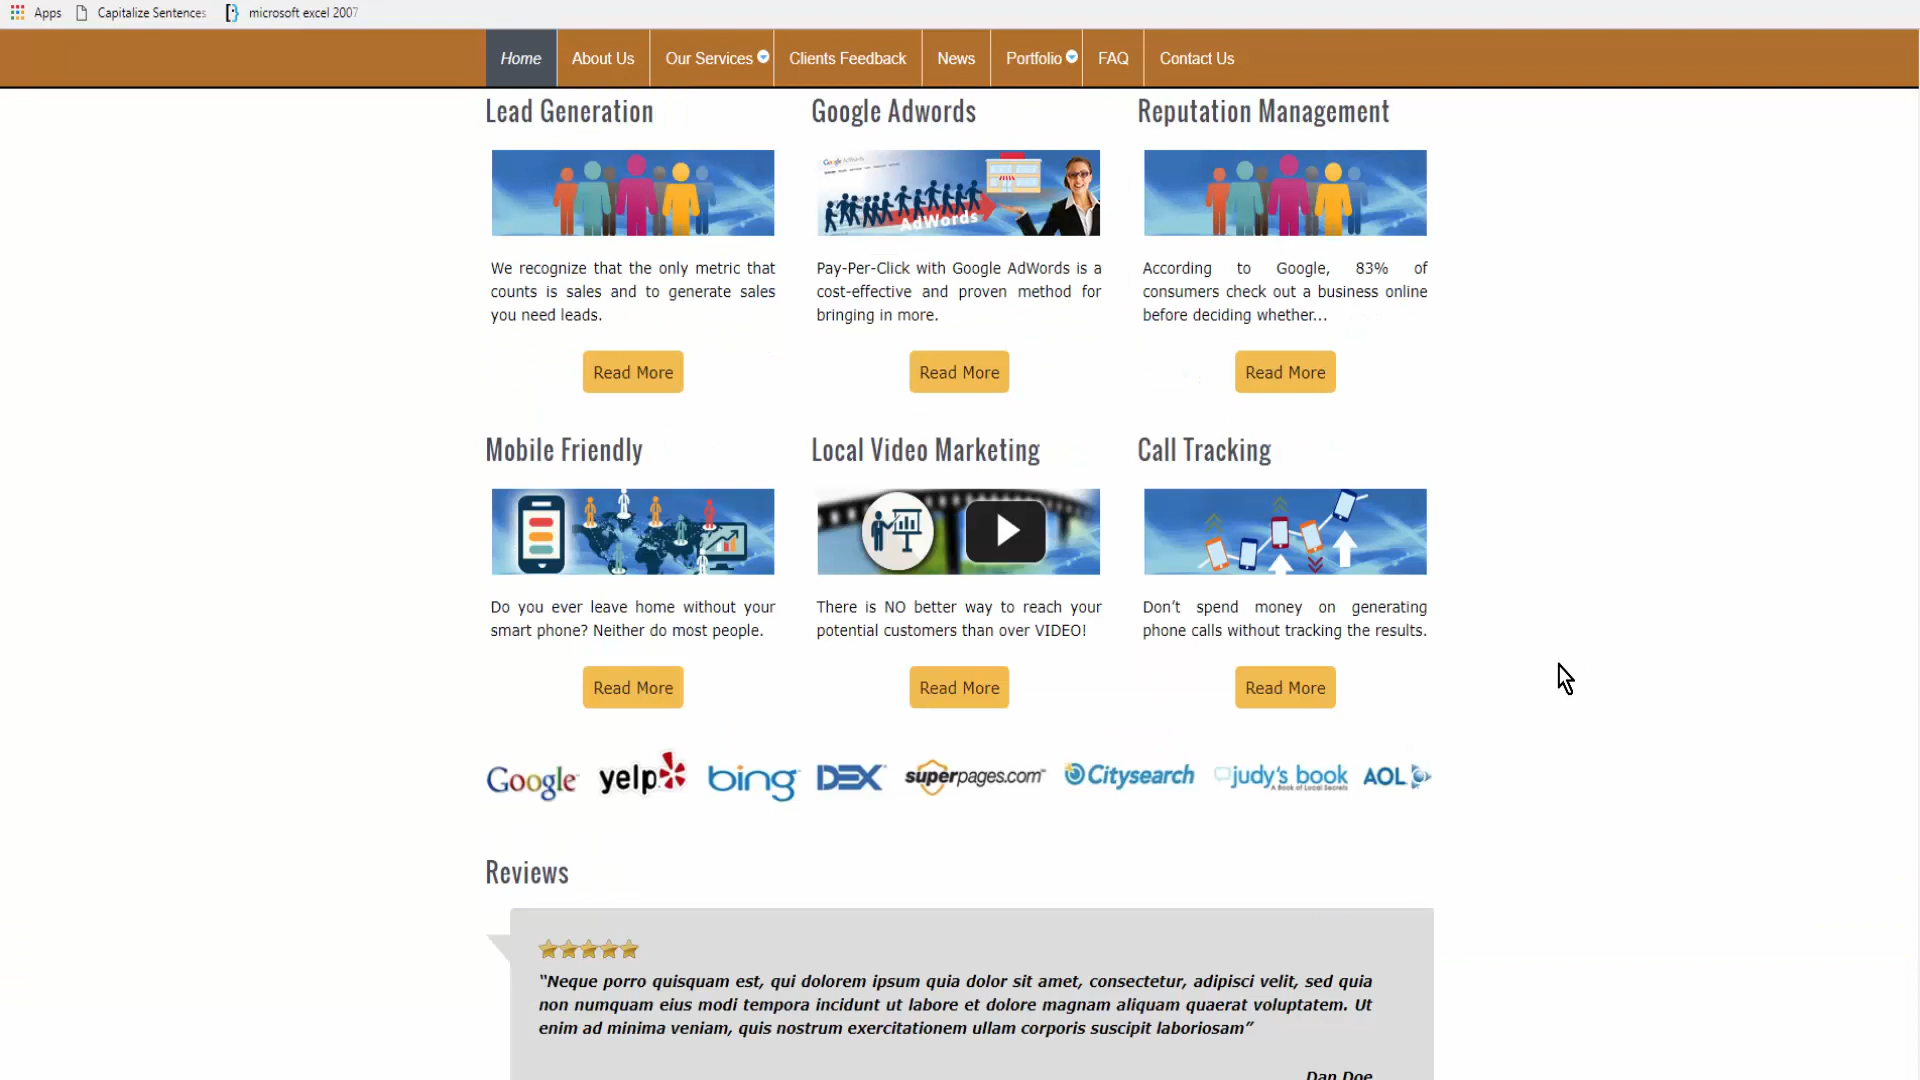 Apps Capitalize Sentences microsoft excel 2007
Home About Us Our Services Clients Feedback News Portfolio FAQ Contact Us
Lead Generation
Google Adwords
AdWords
Reputation Management
We recognize that the only metric that
counts is sales and to generate sales
you need leads.
Pay-Per-Click with Google AdWords is a
cost-effective and proven method for
bringing in more.
According to Google, 83% of
consumers check out a business online
before deciding whether...
Read More
Read More
Read More
Mobile Friendly
Local Video Marketing
Call Tracking
Do you ever leave home without your
smart phone? Neither do most people.
There is NO better way to reach your
potential customers than over VIDEO!
Don't spend money on generating
phone calls without tracking the results.
Read More
Read More
Read More
Google yelp bing DEX superpages.com Citysearch judy's book AOL
A Book of Local Secrets
Reviews
"Neque porro quisquam est, qui dolorem ipsum quia dolor sit amet, consectetur, adipisci velit, sed quia
non numquam eius modi tempora incidunt ut labore et dolore magnam aliquam quaerat voluptatem. Ut
enim ad minima veniam, quis nostrum exercitationem ullam corporis suscipit laboriosam"
Dan Doe